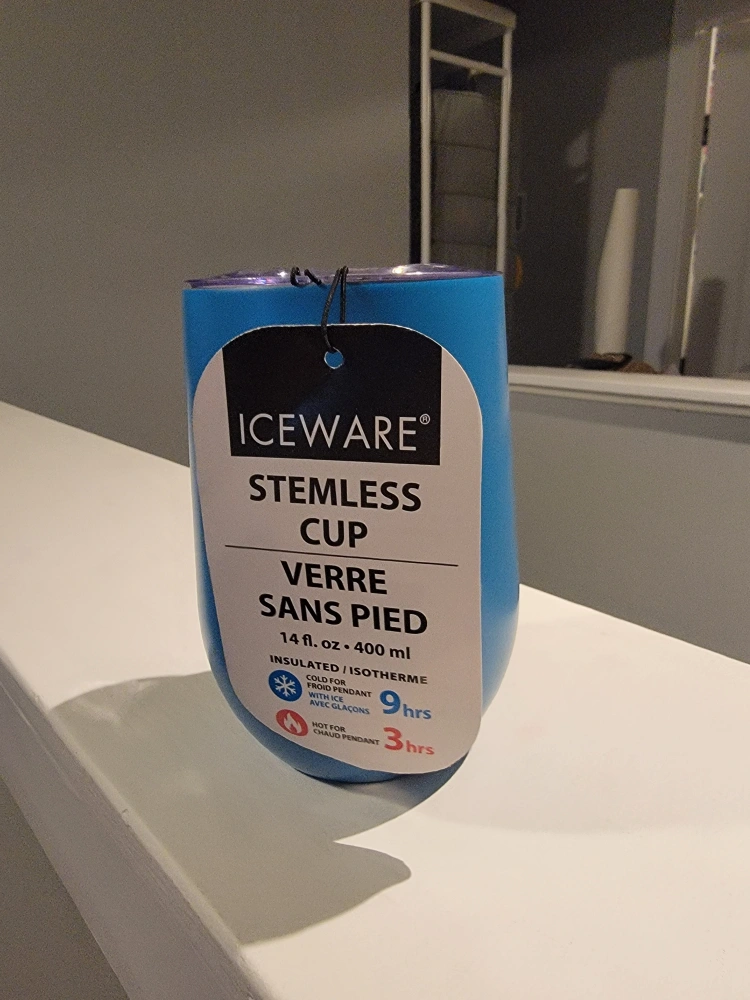 ICEWARE®
STEMLESS
CUP
VERRE
SANS PIED
14 fl. oz • 400 ml
INSULATED / ISOTHERME
COLD FOR
FROID PENDANT
WITH ICE
AVEC GLAÇONS
9hrs
HOT FOR
CHAUD PENDANT
3hrs